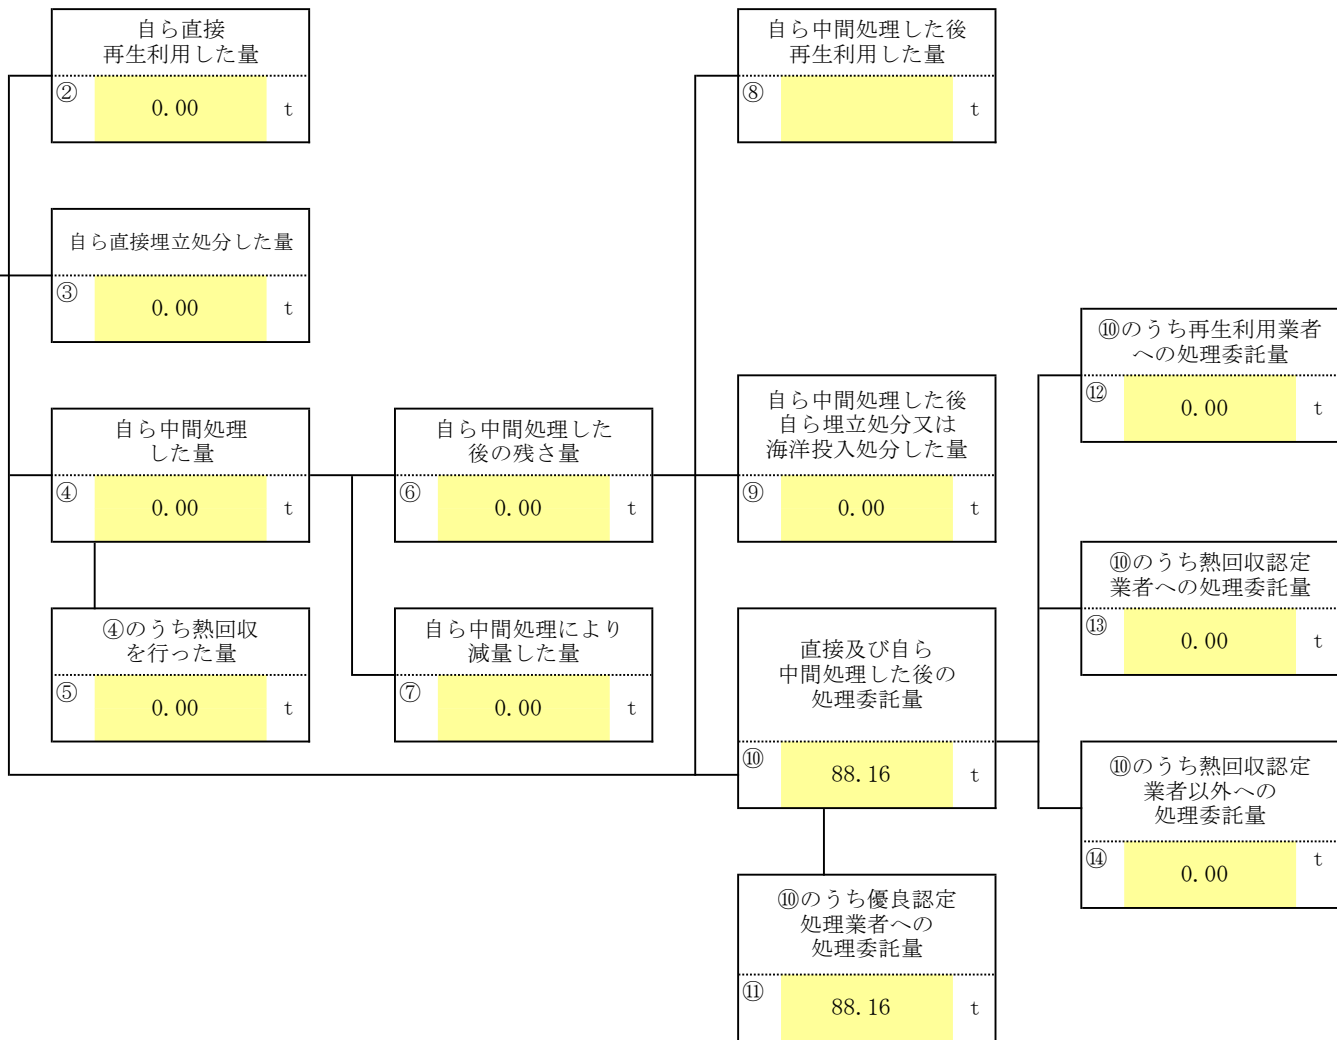 自ら直接
再生利用した量
②
0.00
t
自ら中間処理した後
再生利用した量
⑧
t
自ら直接埋立処分した量
③
0.00
t
⑩のうち再生利用業者
への処理委託量
⑫
0.00
t
自ら中間処理
した量
④
0.00
t
自ら中間処理した
後の残さ量
⑥
0.00
t
自ら中間処理した後
自ら埋立処分又は
海洋投入処分した量
⑨
0.00
t
⑩のうち熱回収認定
業者への処理委託量
⑬
0.00
t
④のうち熱回収
を行った量
⑤
0.00
t
自ら中間処理により
減量した量
⑦
0.00
t
直接及び自ら
中間処理した後の
処理委託量
⑩
88.16
t
⑩のうち熱回収認定
業者以外への
処理委託量
⑭
0.00
t
⑩のうち優良認定
処理業者への
処理委託量
⑪
88.16
t